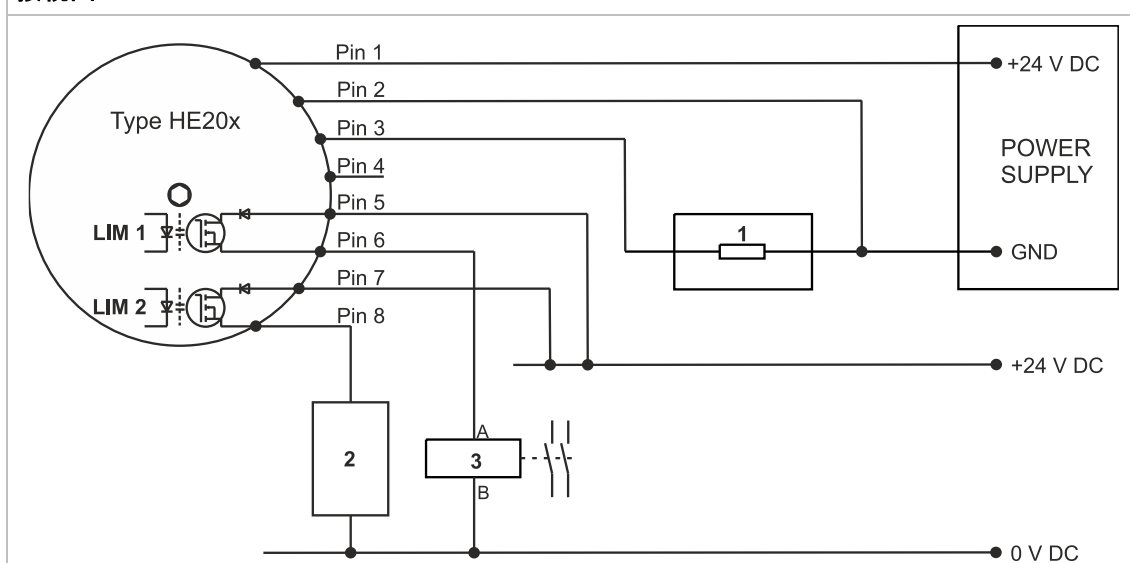 Pin 1
+24 V DC
Pin 2
Type HE20x
Pin 3
POWER
SUPPLY
Pin 4
Pin 5
LIM 1
Pin 6
1
GND
Pin 7
LIM 2
Pin 8
+24 V DC
A
2
3
B
0 V DC